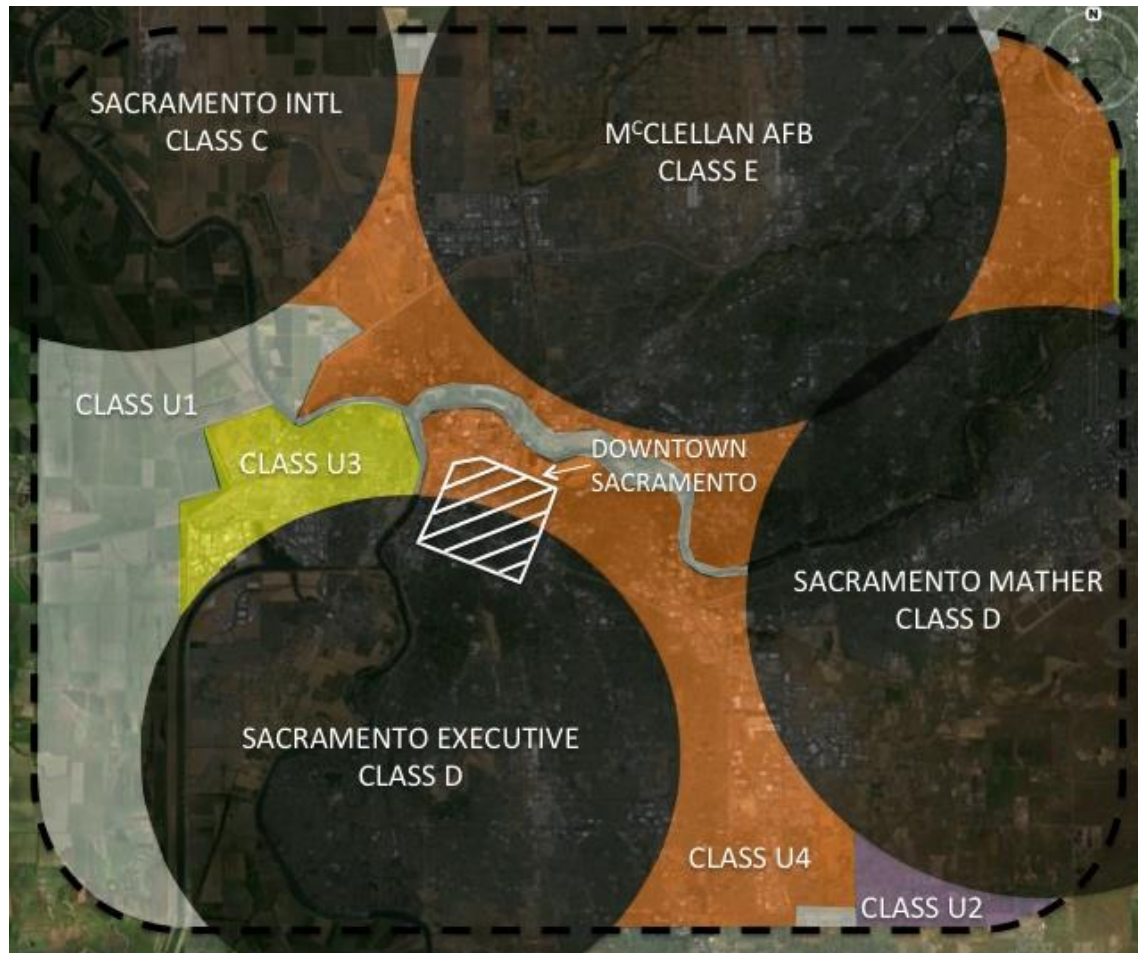 N
SACRAMENTO INTL
CLASS C
MCCLELLAN AFB
CLASS E
CLASS U1
CLASS U3
DOWNTOWN
SACRAMENTO
SACRAMENTO MATHER
CLASS D
SACRAMENTO EXECUTIVE
CLASS D
CLASS U4
CLASS U2